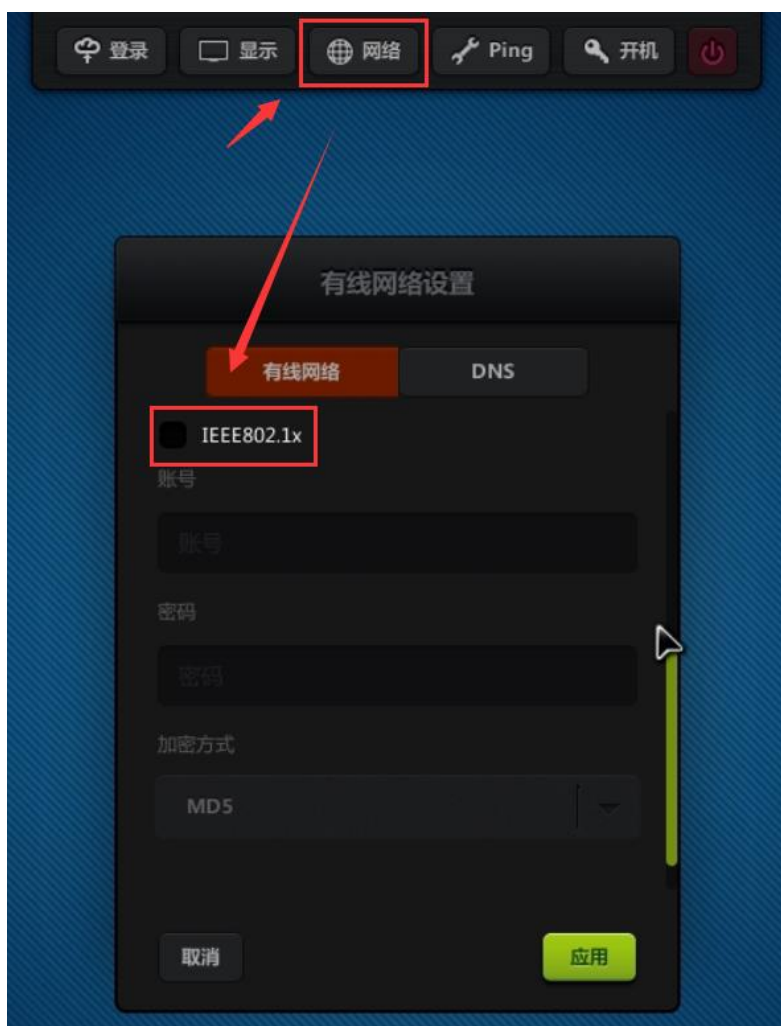 登录 显示 网络 Ping 开机
有线网络设置
有线网络 DNS
IEEE802.1x
账号
账号
密码
密码
加密方式
MD5
取消 应用